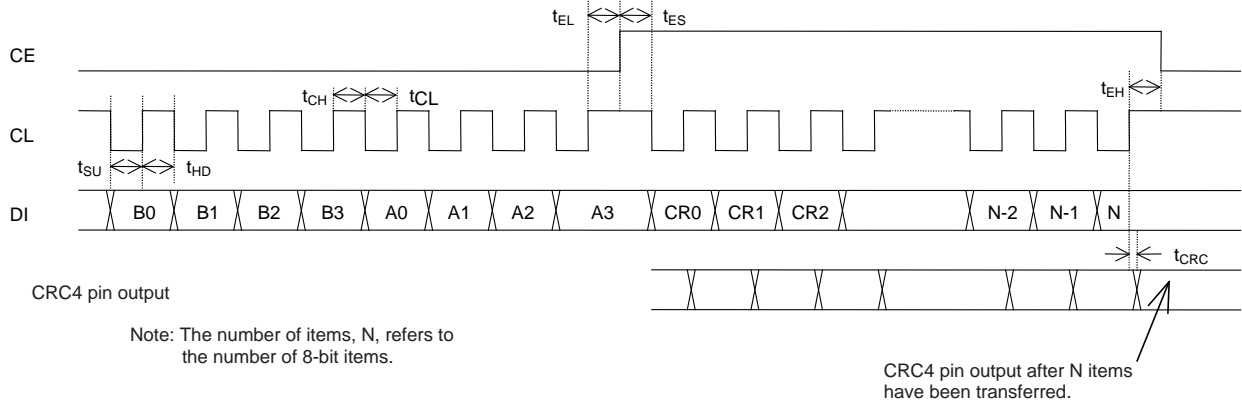 tEL tES
CE
tCH tCL tEH
CL
tSU tHD
DI B0 B1 B2 B3 A0 A1 A2 A3 CR0 CR1 CR2 N-2 N-1 N
tCRC
CRC4 pin output
Note: The number of items, N, refers to
the number of 8-bit items.
CRC4 pin output after N items
have been transferred.